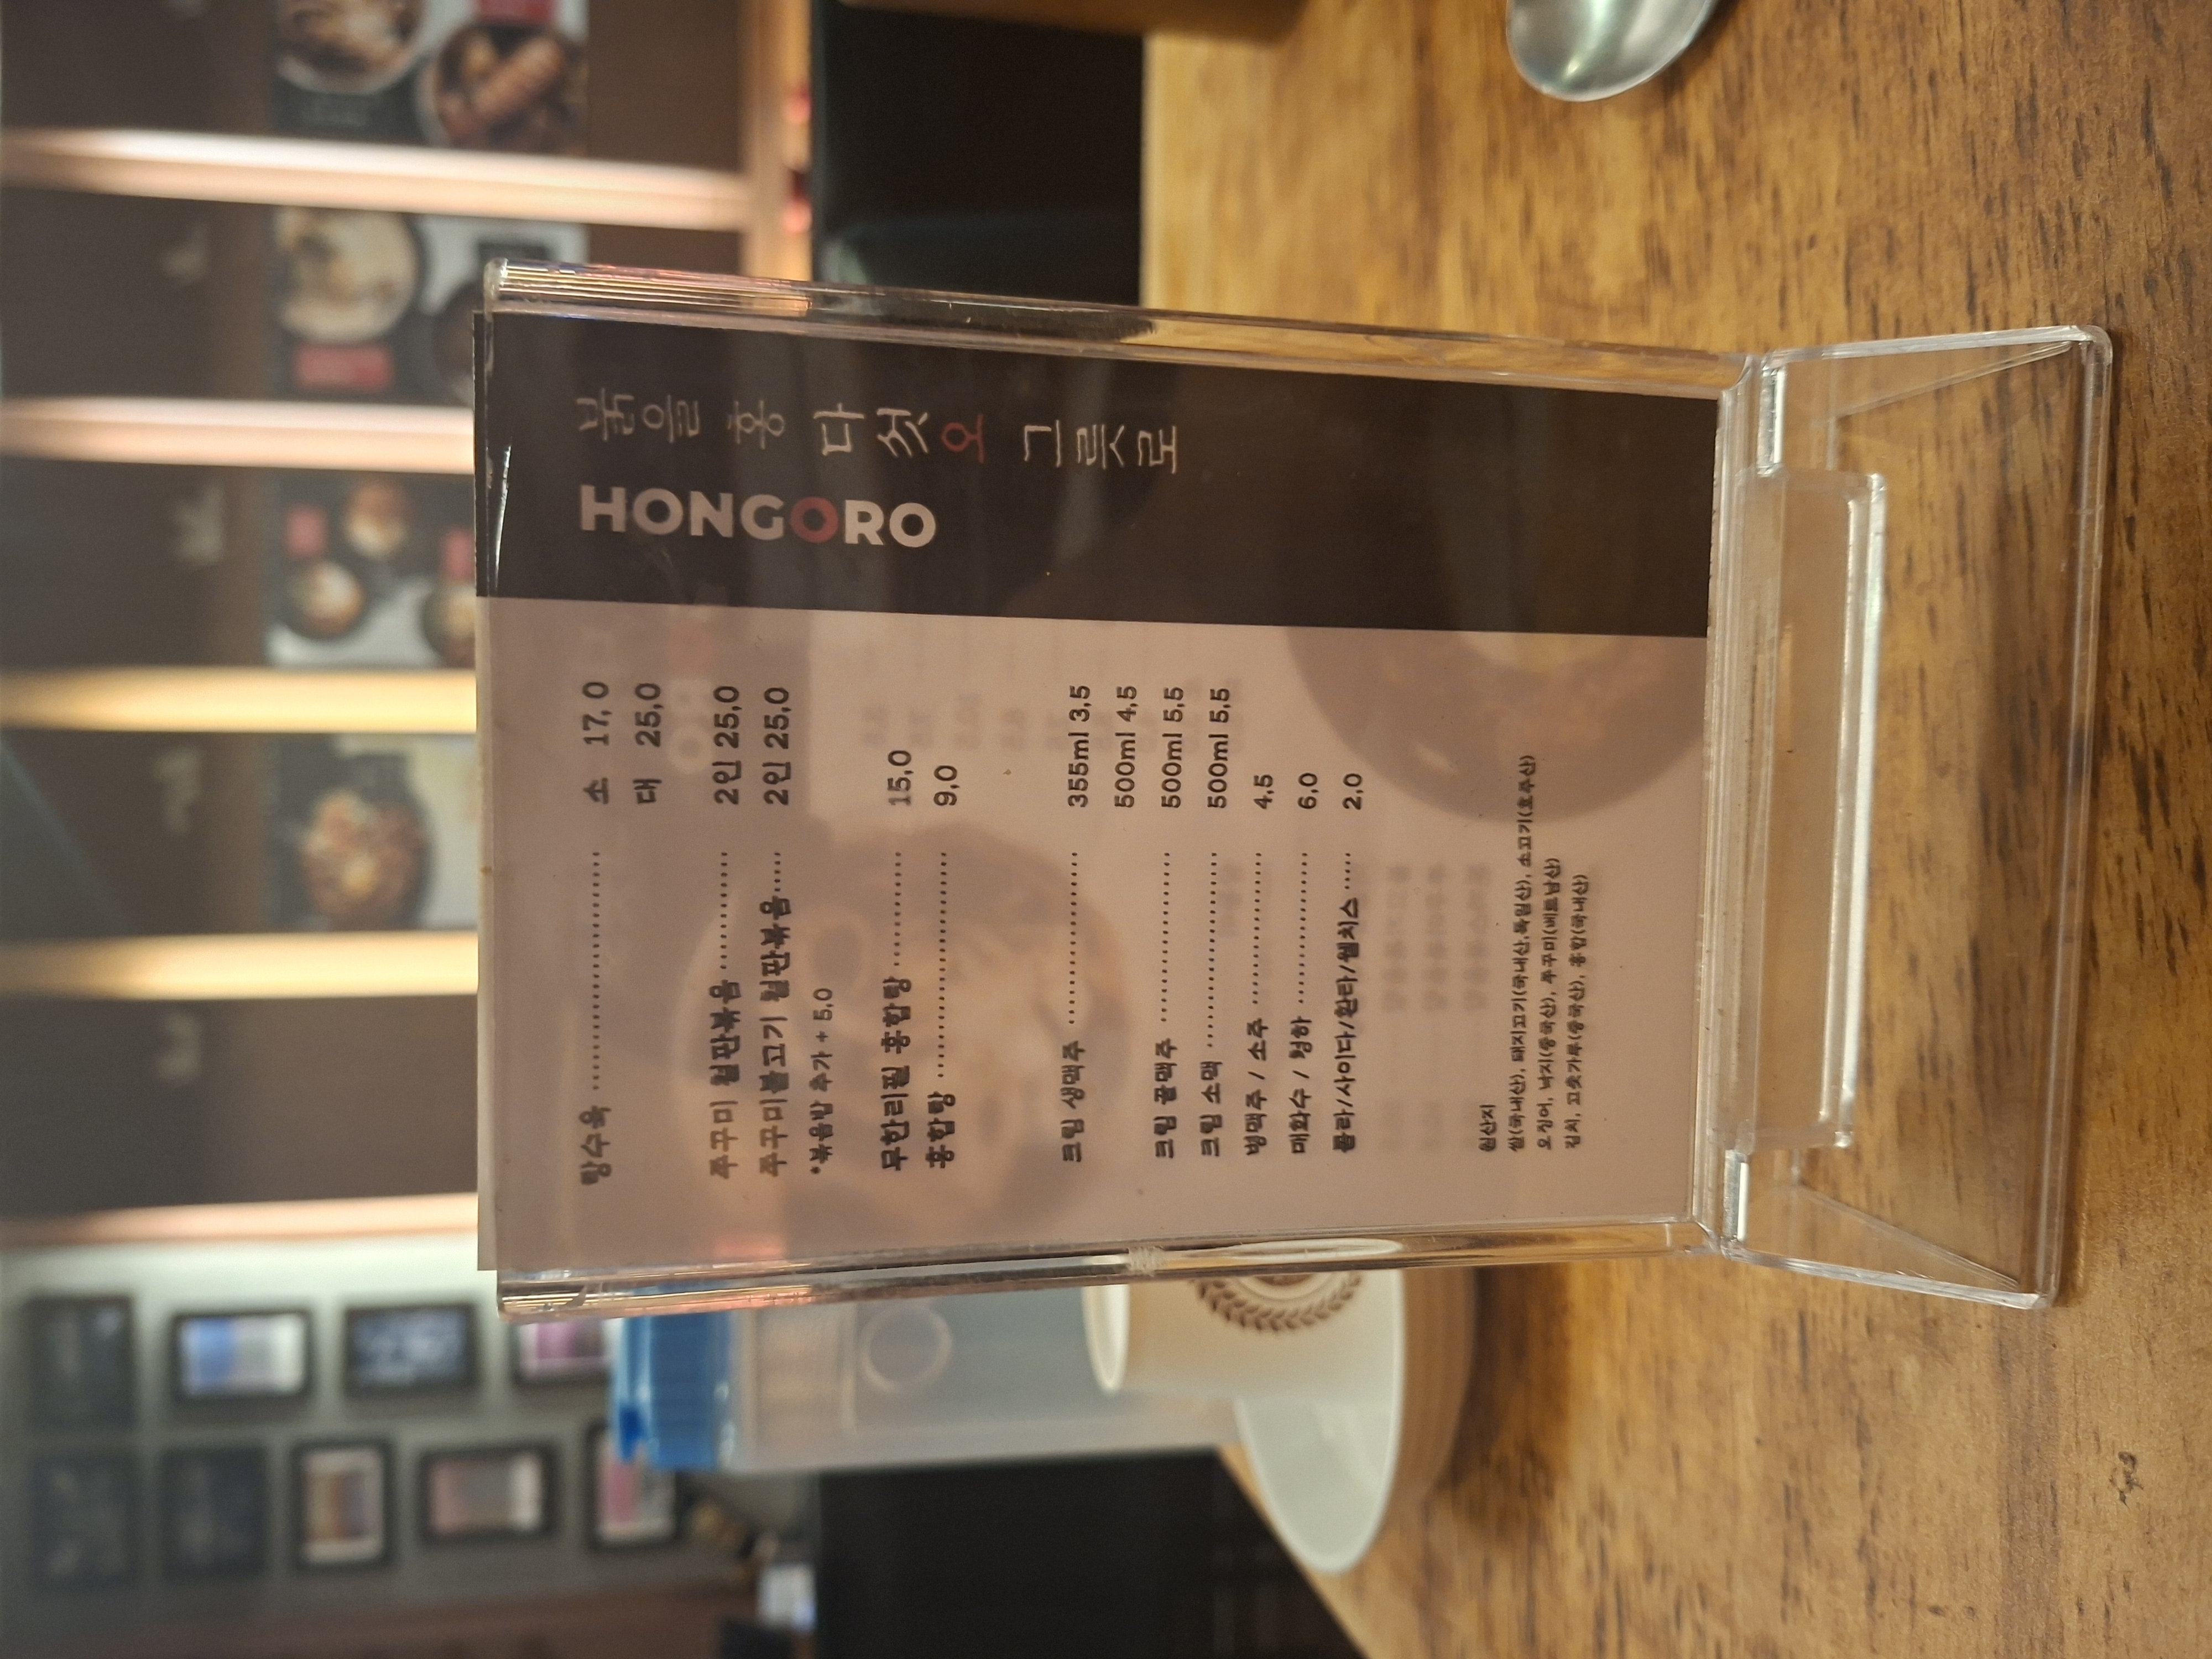 붉을 홍 다섯오 그릇로
HONGORO
탕수육 소 17,0
대 25,0
쭈꾸미 철판볶음 2인 25,0
쭈꾸미불고기 철판볶음 2인 25,0
*볶음밥 추가 + 5,0
무한리필 홍합탕 15,0
홍합탕 9,0
크림 생맥주 355ml 3,5
500ml 4,5
크림 꿀맥주 500ml 5,5
크림 소맥 500ml 5,5
병맥주 / 소주 4,5
매화수 / 청하 6,0
콜라/사이다/환타/웰치스 2,0
원산지
쌀(국내산), 돼지고기(국내산,독일산), 소고기(호주산)
오징어, 낙지(중국산), 쭈꾸미(베트남산)
김치, 고춧가루(중국산), 홍합(국내산)